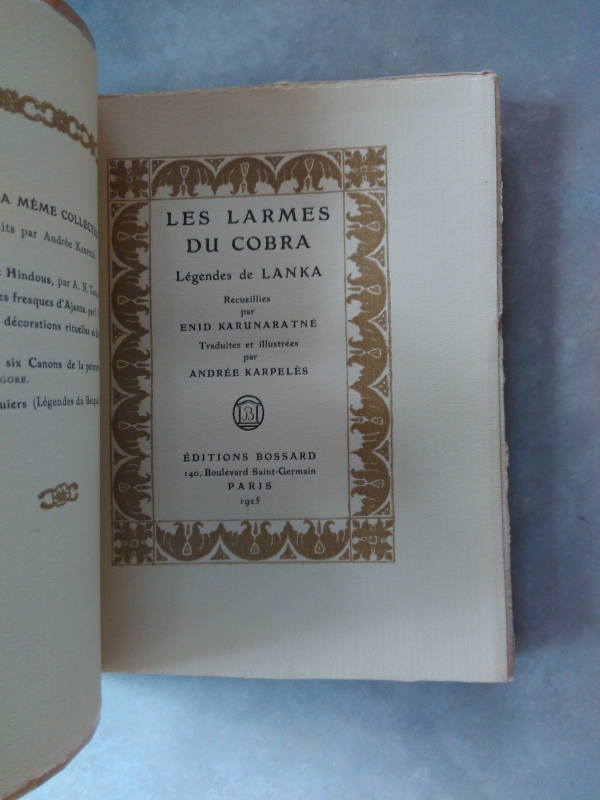 A MÊME COLLECT
its par Andrée
Hindous, par A. N.
es fresques d'Ajanta, par
décorations rituelles au
six Canons de la
GORE.
uiers (Légendes du
LES LARMES
DU COBRA
Légendes de LANKA
Recueillies
par
ENID KARUNARATNÉ
Traduites et illustrées
par
ANDRÉE KARPELÈS
B
ÉDITIONS BOSSARD
140, Boulevard Saint-Germain
PARIS
1925